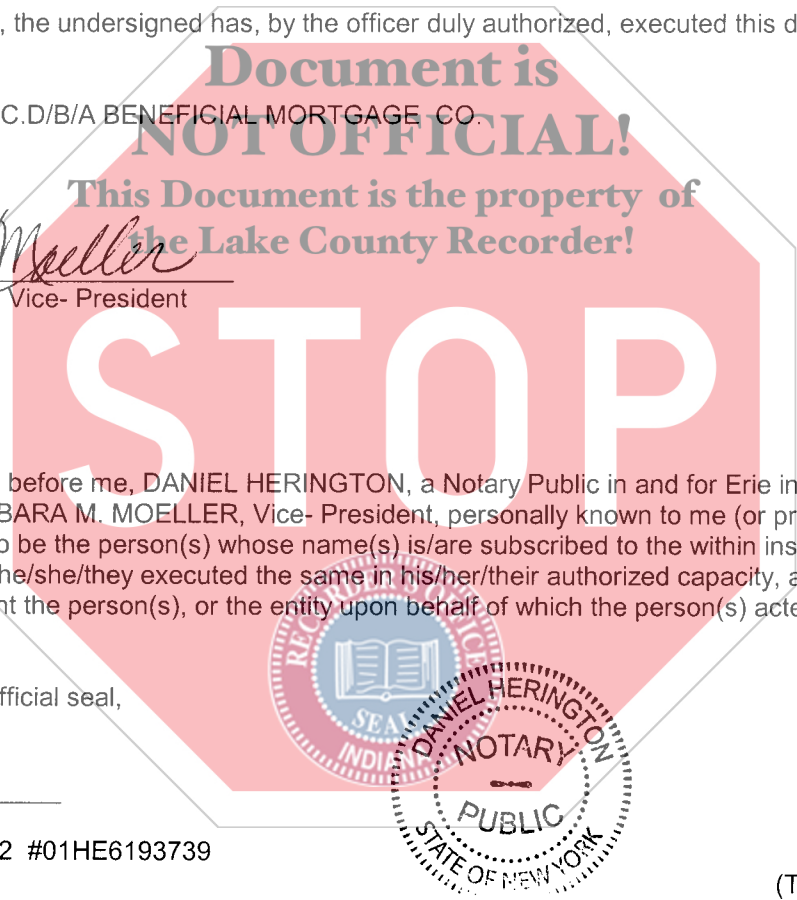 , the undersigned has, by the officer duly authorized, executed this d
Document is
C.D/B/A BENEFICIAL MORTGAGE CO.
NOT OFFICIAL!
This Document is the property of
the Lake County Recorder!
Moeller
Vice- President
STOP
before me, DANIEL HERINGTON, a Notary Public in and for Erie in
BARA M. MOELLER, Vice- President, personally known to me (or pr
o be the person(s) whose name(s) is/are subscribed to the within ins
he/she/they executed the same in his/her/their authorized capacity, a
nt the person(s), or the entity upon behalf of which the person(s) acte
RECORDER'S OFFICE
SEAL
INDIANA
fficial seal,
DANIEL HERINGTON
NOTARY
PUBLIC
STATE OF NEW YORK
2 #01HE6193739
(T